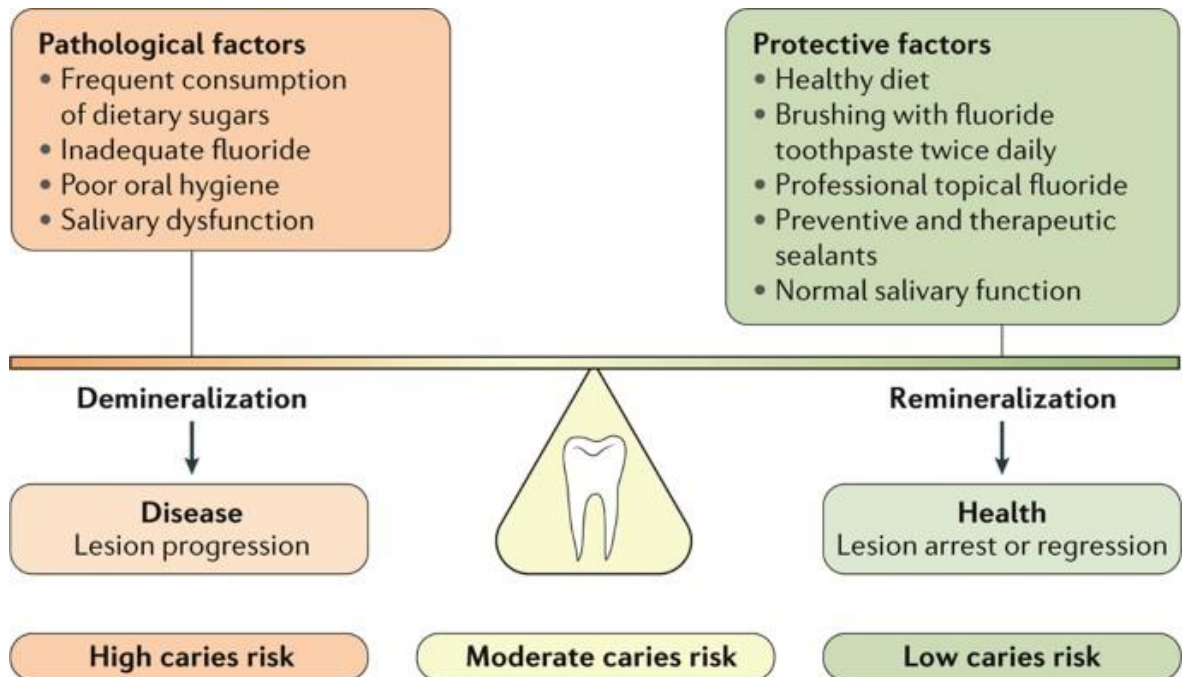 Pathological factors
• Frequent consumption
of dietary sugars
• Inadequate fluoride
• Poor oral hygiene
• Salivary dysfunction
Protective factors
• Healthy diet
• Brushing with fluoride
toothpaste twice daily
• Professional topical fluoride
• Preventive and therapeutic
sealants
• Normal salivary function
Demineralization
Remineralization
Disease
Lesion progression
Health
Lesion arrest or regression
High caries risk
Moderate caries risk
Low caries risk